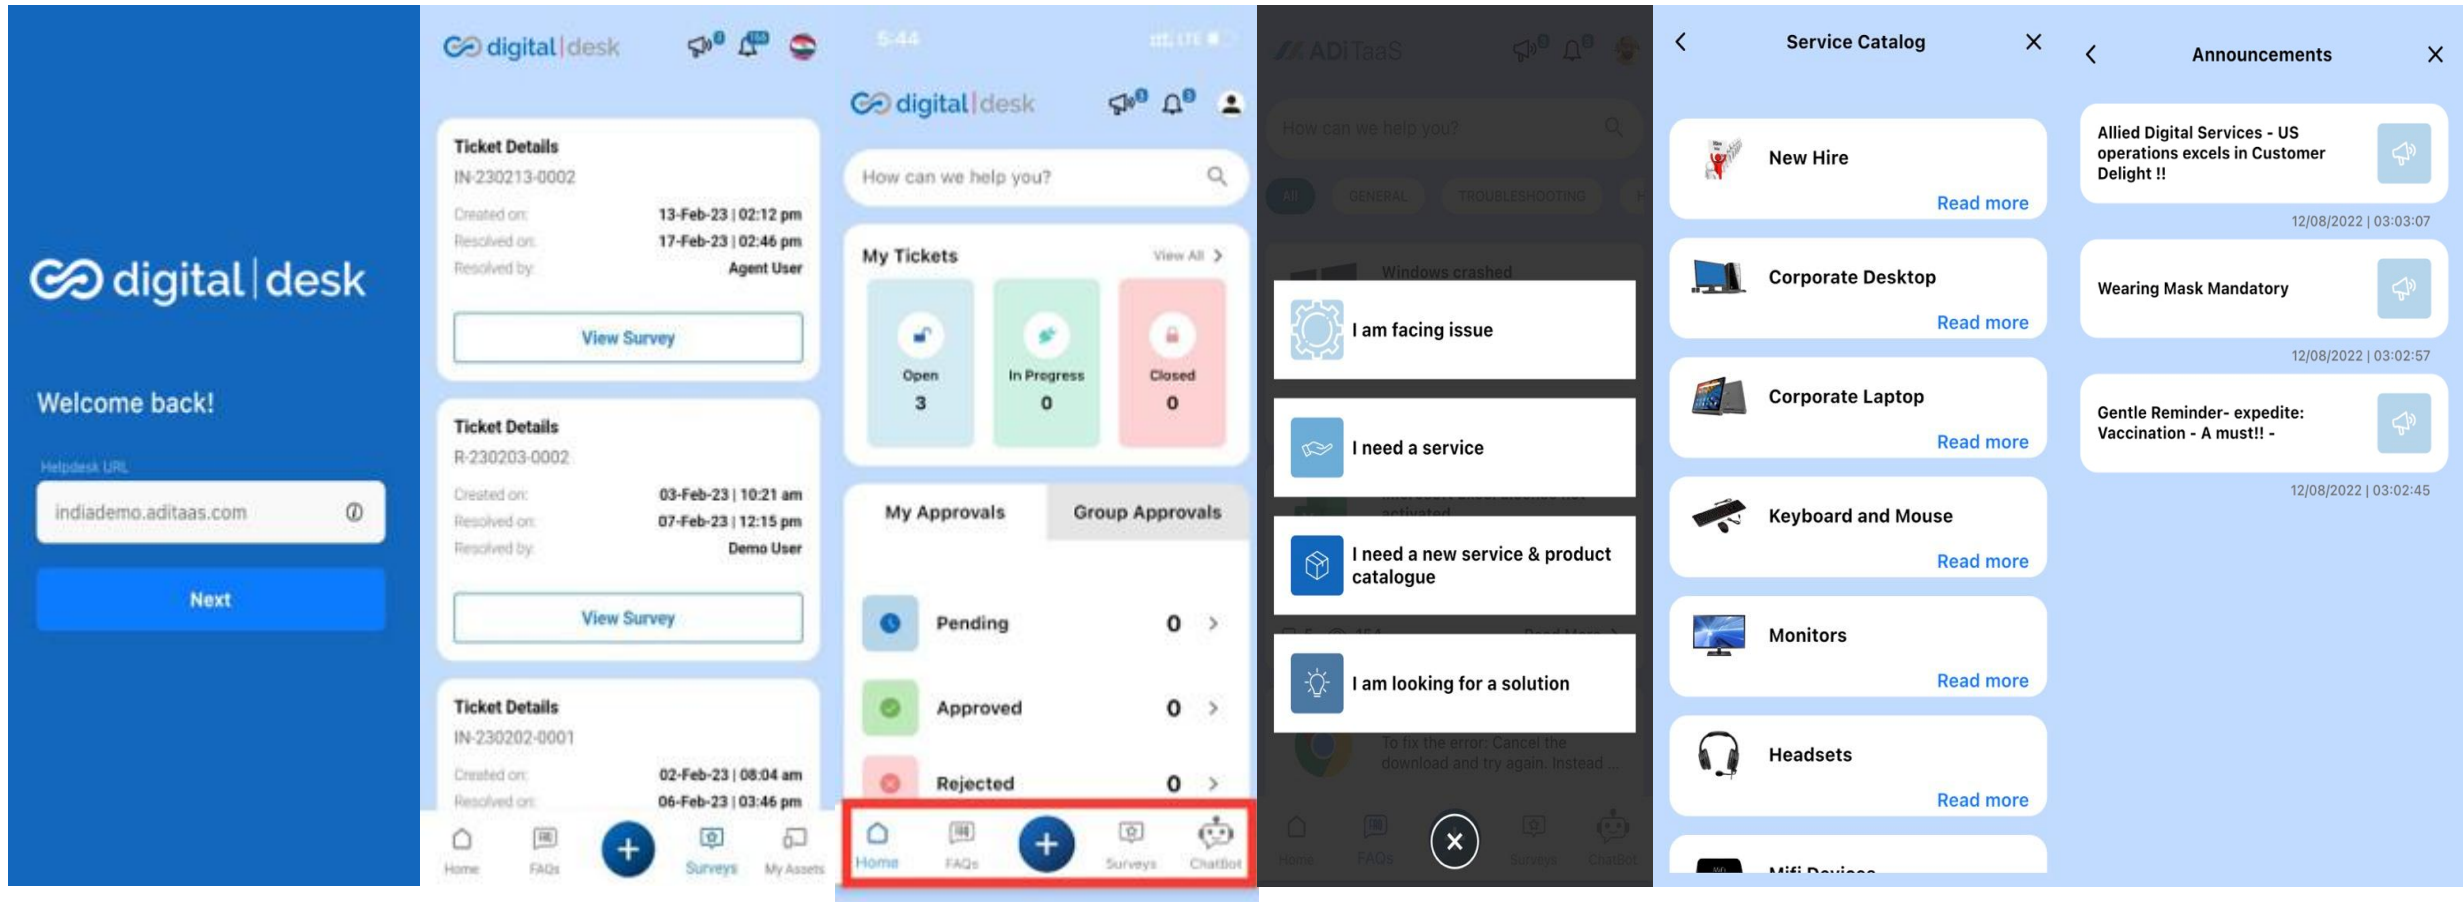 digital|desk
Welcome back!
Helpdesk URL
indiademo.aditaas.com
Next
digital|desk
Ticket Details
IN-230213-0002
Created on: 13-Feb-23 | 02:12 pm
Resolved on: 17-Feb-23 | 02:46 pm
Resolved by: Agent User
View Survey
Ticket Details
R-230203-0002
Created on: 03-Feb-23 | 10:21 am
Resolved on: 07-Feb-23 | 12:15 pm
Resolved by: Demo User
View Survey
Ticket Details
IN-230202-0001
Created on: 02-Feb-23 | 08:04 am
Resolved on: 06-Feb-23 | 03:46 pm
Home FAQs Surveys My Assets
5:44 LTE
digital|desk
How can we help you?
My Tickets View All
Open In Progress Closed
3 0 0
My Approvals Group Approvals
Pending 0
Approved 0
Rejected 0
Home FAQs Surveys ChatBot
ADiTaaS
How can we help you?
All GENERAL TROUBLESHOOTING
Windows crashed
I am facing issue
I need a service
activated
I need a new service & product
catalogue
I am looking for a solution
To fix the error: Cancel the
download and try again. Instead ...
Home FAQs Surveys ChatBot
Service Catalog
New Hire
Read more
Corporate Desktop
Read more
Corporate Laptop
Read more
Keyboard and Mouse
Read more
Monitors
Read more
Headsets
Read more
Mifi Devices
Announcements
Allied Digital Services - US
operations excels in Customer
Delight !!
12/08/2022 | 03:03:07
Wearing Mask Mandatory
12/08/2022 | 03:02:57
Gentle Reminder- expedite:
Vaccination - A must!! -
12/08/2022 | 03:02:45